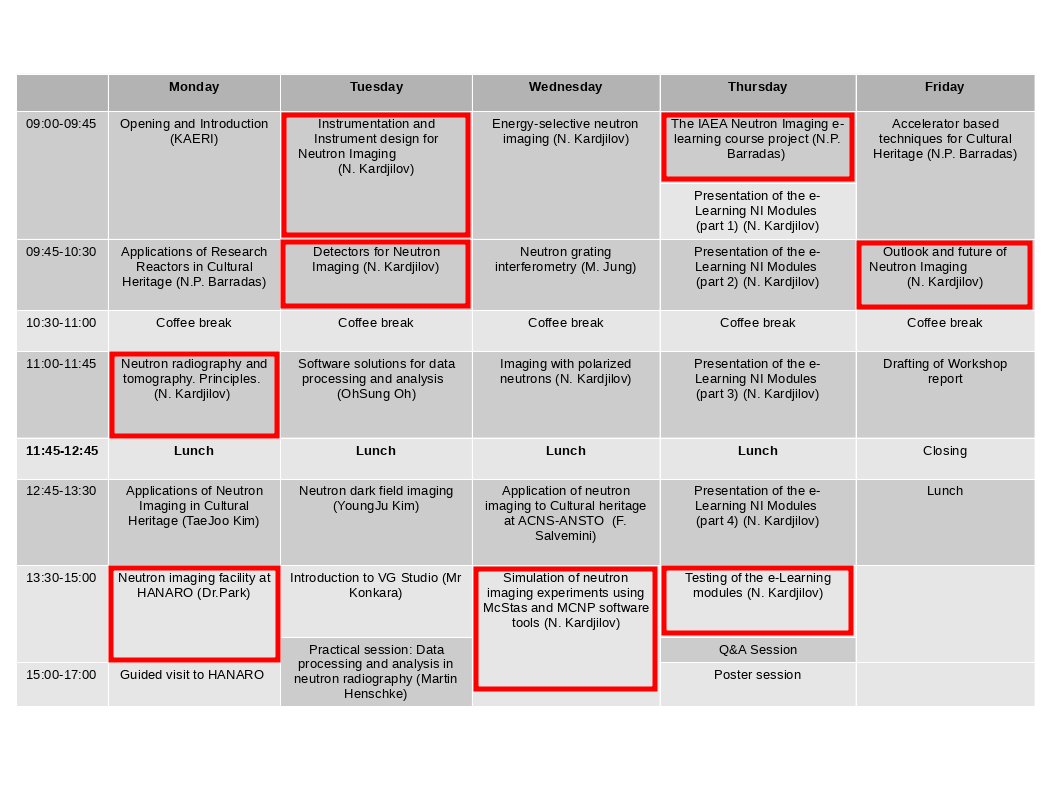 Monday Tuesday Wednesday Thursday Friday
09:00-09:45
Opening and Introduction
(KAERI)
Instrumentation and
Instrument design for
Neutron Imaging
(N. Kardjilov)
Energy-selective neutron
imaging (N. Kardjilov)
The IAEA Neutron Imaging e-
learning course project (N.P.
Barradas)
Presentation of the e-
Learning NI Modules
(part 1) (N. Kardjilov)
Accelerator based
techniques for Cultural
Heritage (N.P. Barradas)
09:45-10:30
Applications of Research
Reactors in Cultural
Heritage (N.P. Barradas)
Detectors for Neutron
Imaging (N. Kardjilov)
Neutron grating
interferometry (M. Jung)
Presentation of the e-
Learning NI Modules
(part 2) (N. Kardjilov)
Outlook and future of
Neutron Imaging
(N. Kardjilov)
10:30-11:00 Coffee break Coffee break Coffee break Coffee break Coffee break
11:00-11:45
Neutron radiography and
tomography. Principles.
(N. Kardjilov)
Software solutions for data
processing and analysis
(OhSung Oh)
Imaging with polarized
neutrons (N. Kardjilov)
Presentation of the e-
Learning NI Modules
(part 3) (N. Kardjilov)
Drafting of Workshop
report
11:45-12:45 Lunch Lunch Lunch Lunch Closing
12:45-13:30
Applications of Neutron
Imaging in Cultural
Heritage (TaeJoo Kim)
Neutron dark field imaging
(YoungJu Kim)
Application of neutron
imaging to Cultural heritage
at ACNS-ANSTO (F.
Salvemini)
Presentation of the e-
Learning NI Modules
(part 4) (N. Kardjilov)
Lunch
13:30-15:00
Neutron imaging facility at
HANARO (Dr.Park)
Introduction to VG Studio (Mr
Konkara)
Simulation of neutron
imaging experiments using
McStas and MCNP software
tools (N. Kardjilov)
Testing of the e-Learning
modules (N. Kardjilov)
Practical session: Data
processing and analysis in
neutron radiography (Martin
Henschke)
Q&A Session
15:00-17:00
Guided visit to HANARO
Poster session